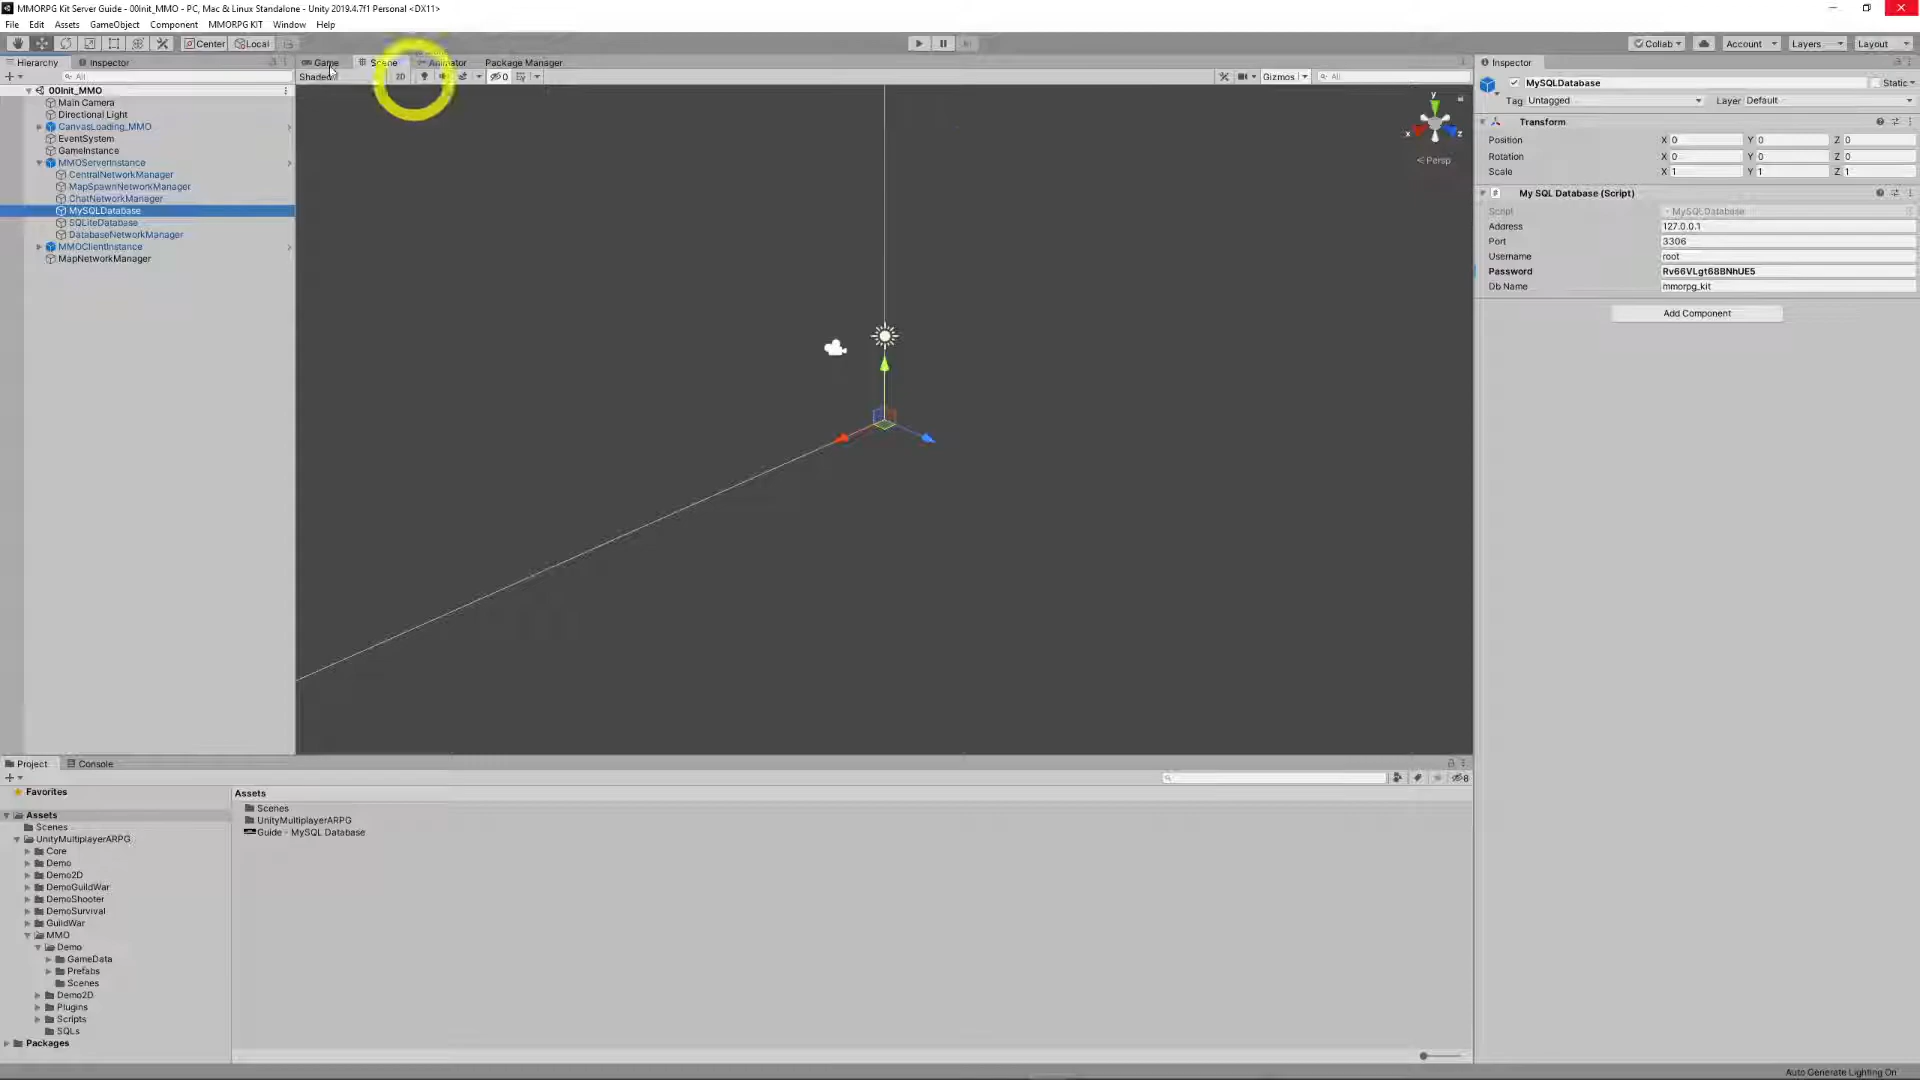 MMORPG Kit Server Guide - 00Init_MMO - PC, Mac & Linux Standalone - Unity 2019.4.7f1 Personal <DX11>
File Edit Assets GameObject Component MMORPG KIT Window Help
Center Local Collab Account Layers Layout
Hierarchy Inspector
All
00Init_MMO
Main Camera
Directional Light
CanvasLoading_MMO
EventSystem
GameInstance
MMOServerInstance
CentralNetworkManager
MapSpawnNetworkManager
ChatNetworkManager
MySQLDatabase
SQLiteDatabase
DatabaseNetworkManager
MMOClientInstance
MapNetworkManager
Game Scene Animator Package Manager
Shaded 2D 0 Gizmos All
y
x z
< Persp
Inspector
MySQLDatabase Static
Tag Untagged Layer Default
Transform
Position X 0 Y 0 Z 0
Rotation X 0 Y 0 Z 0
Scale X 1 Y 1 Z 1
My SQL Database (Script)
Script MySQLDatabase
Address 127.0.0.1
Port 3306
Username root
Password Rv66VLgt68BNhUE5
Db Name mmorpg_kit
Add Component
Project Console
8
Favorites
Assets
Scenes
UnityMultiplayerARPG
Core
Demo
Demo2D
DemoGuildWar
DemoShooter
DemoSurvival
GuildWar
MMO
Demo
GameData
Prefabs
Scenes
Demo2D
Plugins
Scripts
SQLs
Packages
Assets
Scenes
UnityMultiplayerARPG
Guide - MySQL Database
Auto Generate Lighting On